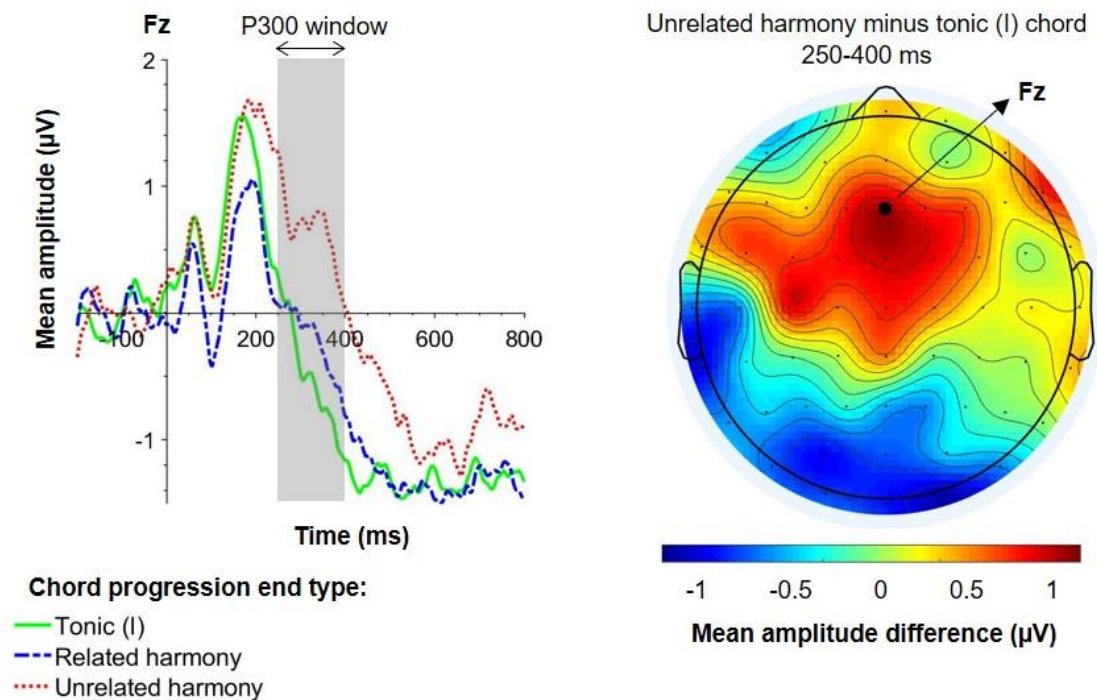 Fz
P300 window
2
1
-1
-100
200
400
600
800
Mean amplitude (µV)
Time (ms)
Chord progression end type:
Tonic (I)
Related harmony
Unrelated harmony
Unrelated harmony minus tonic (I) chord
250-400 ms
Fz
-1
-0.5
0
0.5
1
Mean amplitude difference (µV)